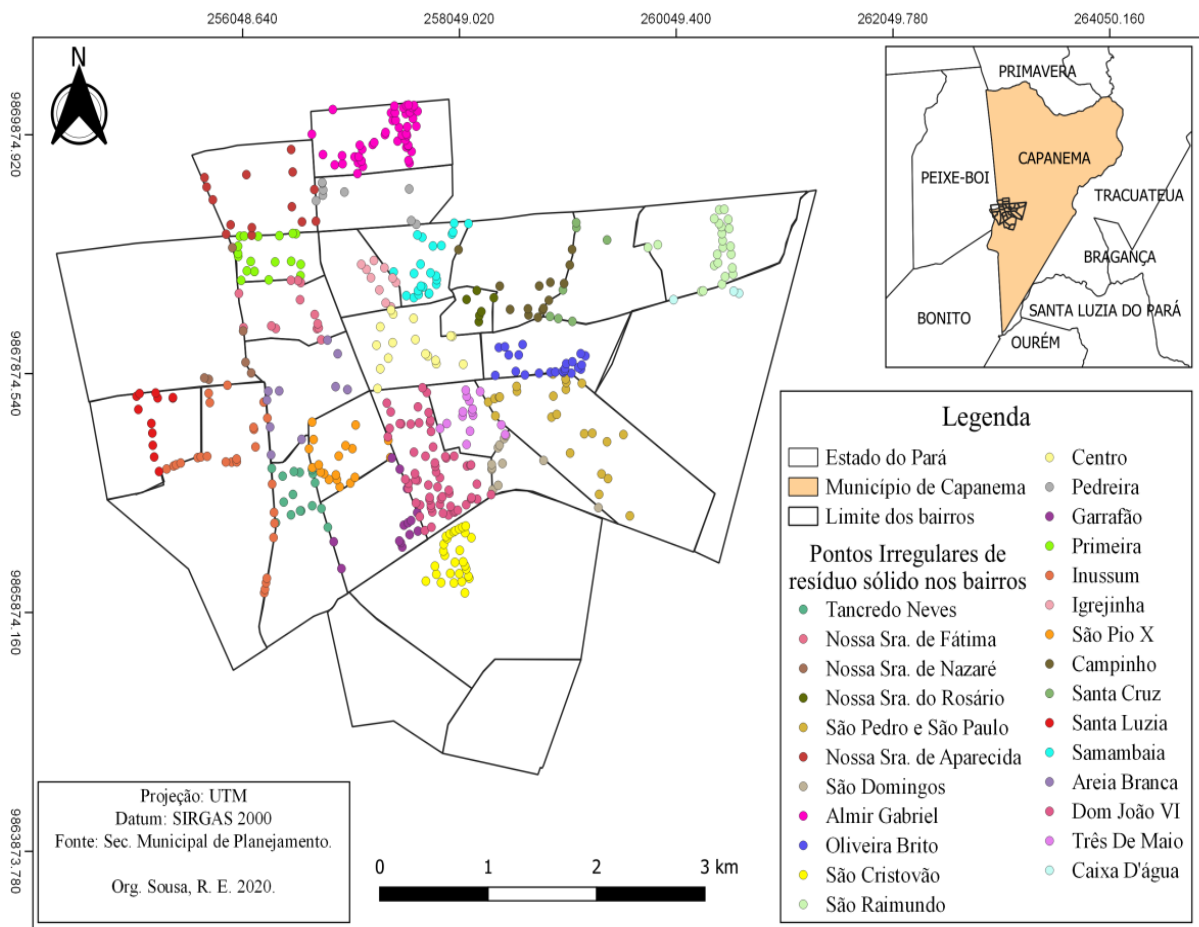 256048.640
258049.020
260049.400
262049.780
264050.160
N
9869874.920
9867874.540
9865874.160
9863873.780
PRIMAVERA
CAPANEMA
PEIXE-BOI
TRACUATEUA
BRAGANÇA
SANTA LUZIA DO PARÁ
BONITO
OURÉM
Legenda
Estado do Pará
Município de Capanema
Limite dos bairros
Pontos Irregulares de
resíduo sólido nos bairros
Tancredo Neves
Nossa Sra. de Fátima
Nossa Sra. de Nazaré
Nossa Sra. do Rosário
São Pedro e São Paulo
Nossa Sra. de Aparecida
São Domingos
Almir Gabriel
Oliveira Brito
São Cristovão
São Raimundo
Centro
Pedreira
Garrafão
Primeira
Inussum
Igrejinha
São Pio X
Campinho
Santa Cruz
Santa Luzia
Samambaia
Areia Branca
Dom João VI
Três De Maio
Caixa D'água
Projeção: UTM
Datum: SIRGAS 2000
Fonte: Sec. Municipal de Planejamento.
Org. Sousa, R. E. 2020.
0 1 2 3 km